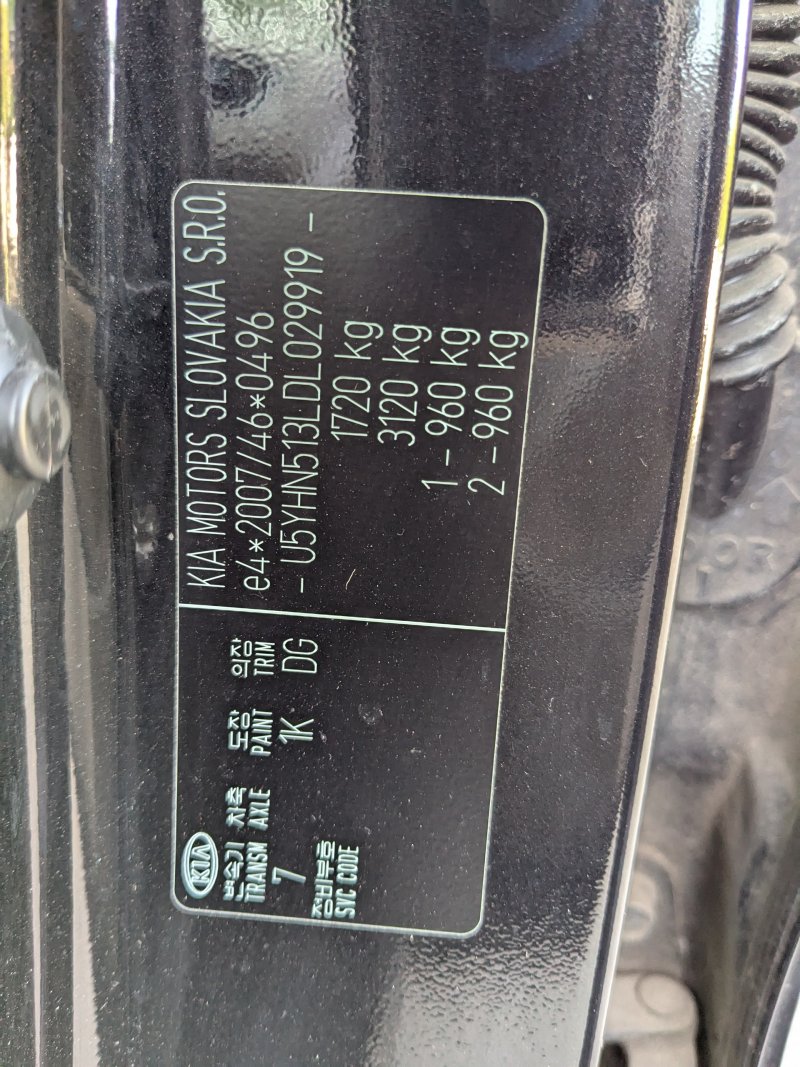 KIA MOTORS SLOVAKIA S.R.O.
e4*2007/46*0496
- U5YHN513LDL029919 -
1720 kg
3120 kg
1 - 960 kg
2 - 960 kg
KIA
변속기 차축 도장 의장
TRANSM AXLE PAINT TRIM
7 1K DG
정비부호
SVC CODE